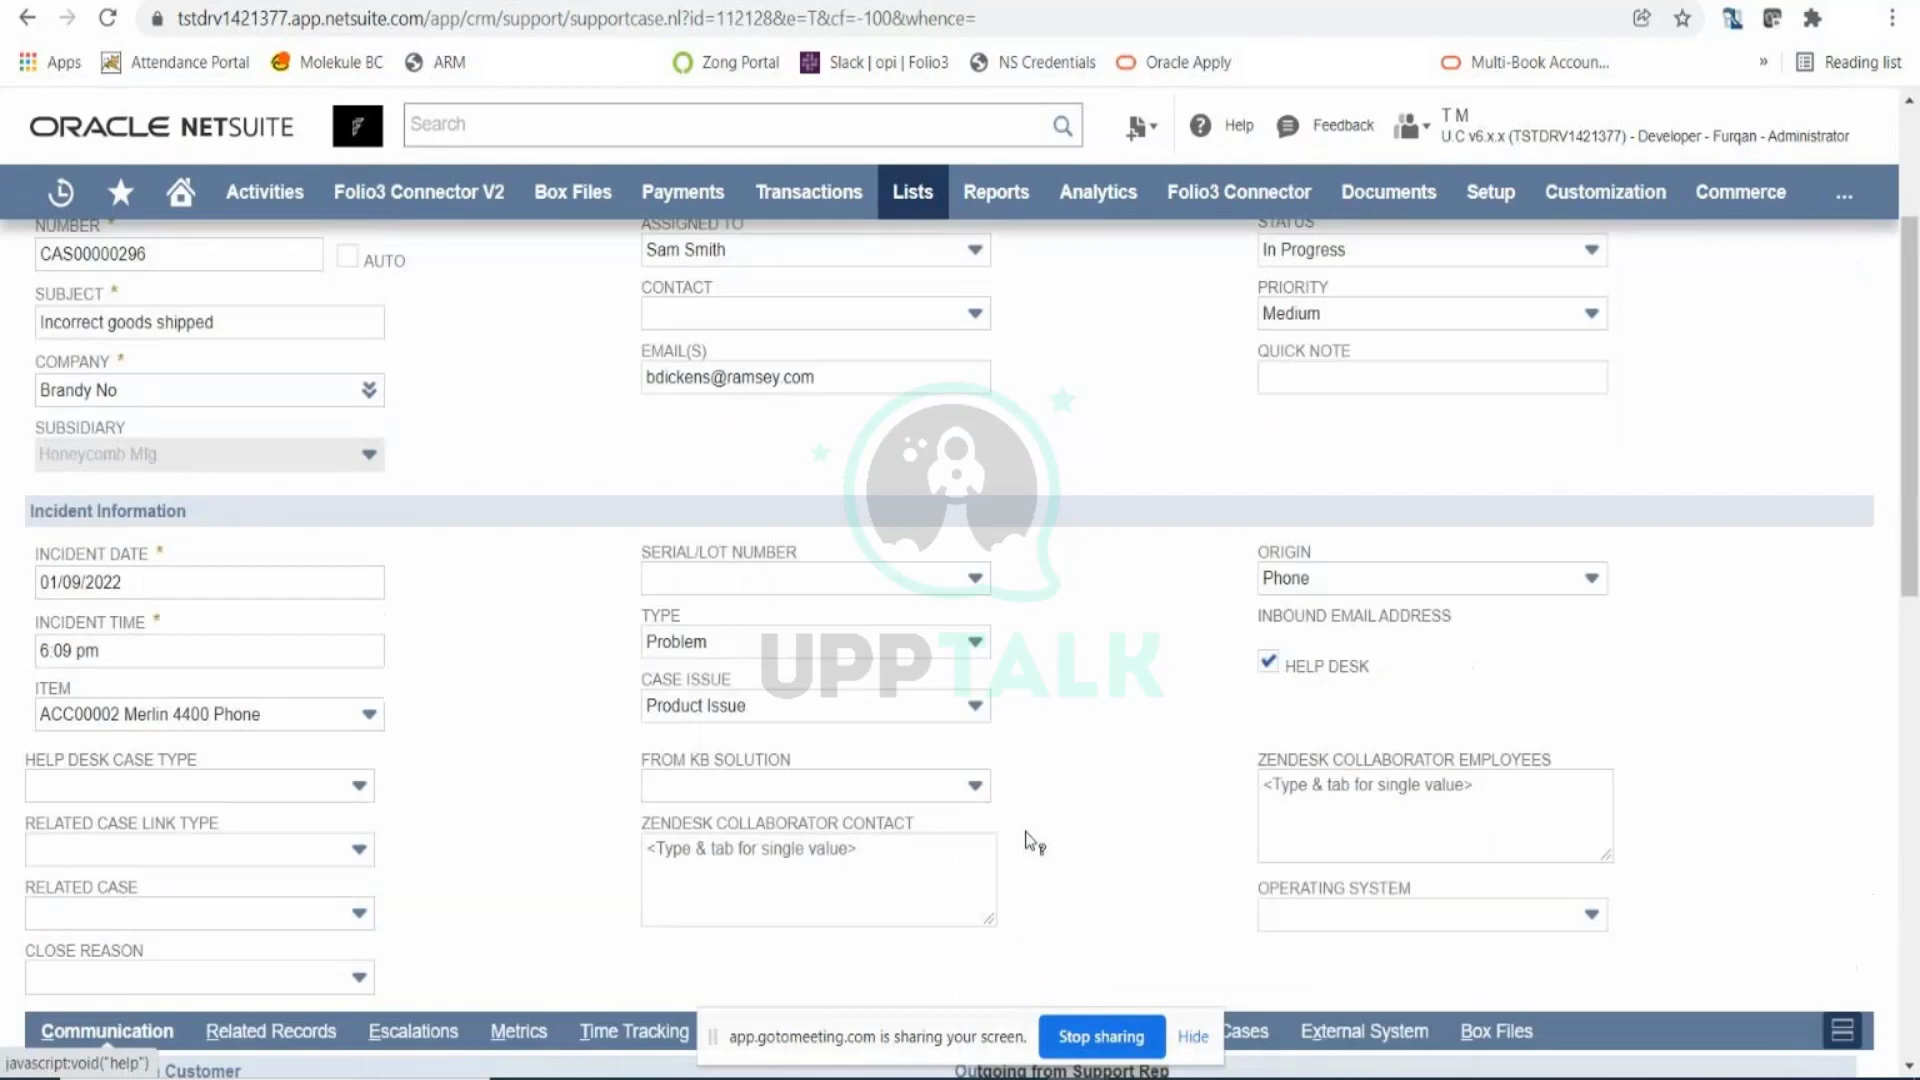 tstdrv1421377.app.netsuite.com/app/crm/support/supportcase.nl?id=112128&e=T&cf=-100&whence=
Apps Attendance Portal Molekule BC ARM Zong Portal Slack | opi | Folio3 NS Credentials Oracle Apply Multi-Book Accoun... » Reading list
ORACLE NETSUITE Search Help Feedback T M
U.C v6.x.x (TSTDRV1421377) - Developer - Furqan - Administrator
Activities Folio3 Connector V2 Box Files Payments Transactions Lists Reports Analytics Folio3 Connector Documents Setup Customization Commerce ...
NUMBER * ASSIGNED TO STATUS
CAS00000296 AUTO Sam Smith In Progress
SUBJECT * CONTACT PRIORITY
Incorrect goods shipped Medium
COMPANY * EMAIL(S) QUICK NOTE
Brandy No bdickens@ramsey.com
SUBSIDIARY
Honeycomb Mfg
Incident Information
INCIDENT DATE * SERIAL/LOT NUMBER ORIGIN
01/09/2022 Phone
INCIDENT TIME * TYPE INBOUND EMAIL ADDRESS
6:09 pm Problem HELP DESK
UPPTALK
ITEM CASE ISSUE
ACC00002 Merlin 4400 Phone Product Issue
HELP DESK CASE TYPE FROM KB SOLUTION ZENDESK COLLABORATOR EMPLOYEES
<Type & tab for single value>
RELATED CASE LINK TYPE ZENDESK COLLABORATOR CONTACT
<Type & tab for single value>
RELATED CASE OPERATING SYSTEM
CLOSE REASON
Communication Related Records Escalations Metrics Time Tracking Cases External System Box Files
app.gotomeeting.com is sharing your screen. Stop sharing Hide
javascript:void("help") Customer Outgoing from Support Rep